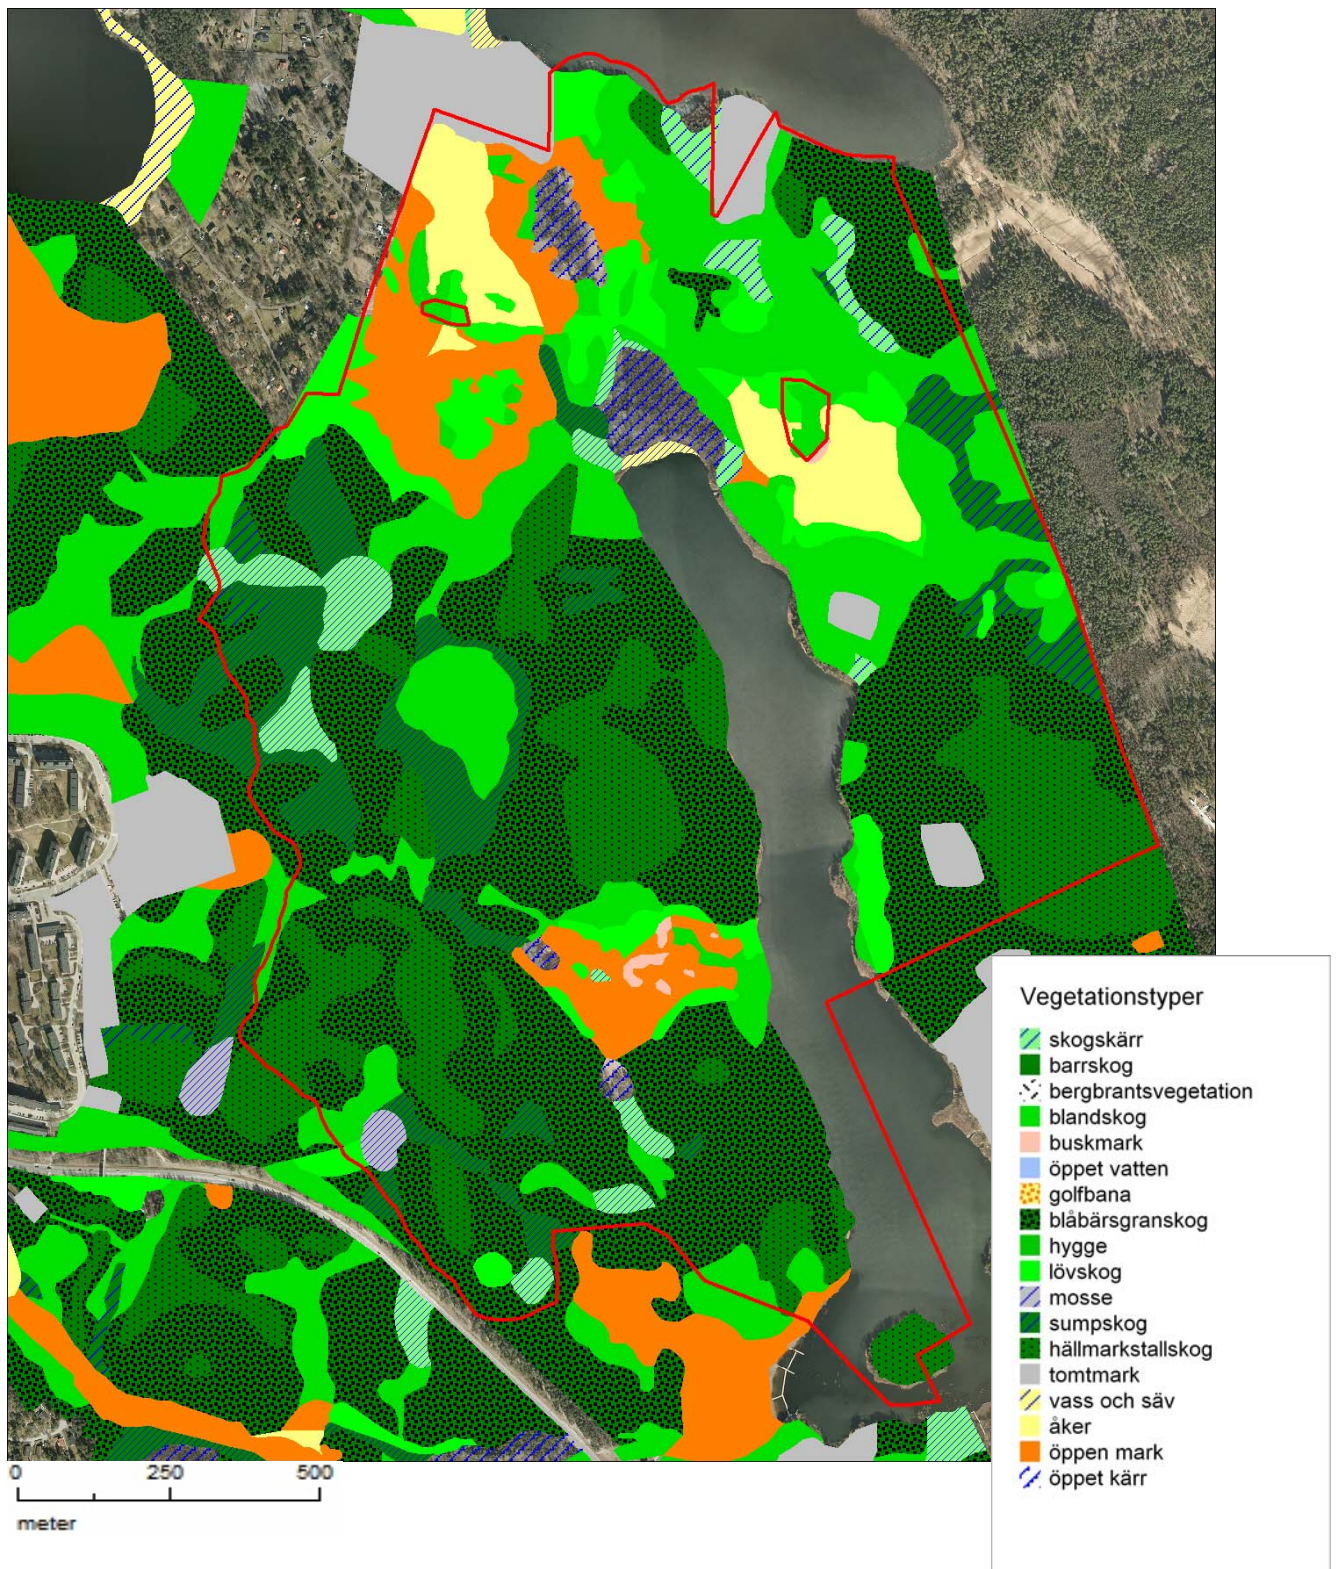 Vegetationstyper
skogskärr
barrskog
bergbrantsvegetation
blandskog
buskmark
öppet vatten
golfbana
blåbärsgranskog
hygge
lövskog
mosse
sumpskog
hällmarkstallskog
tomtmark
vass och säv
åker
öppen mark
öppet kärr
0 250 500
meter